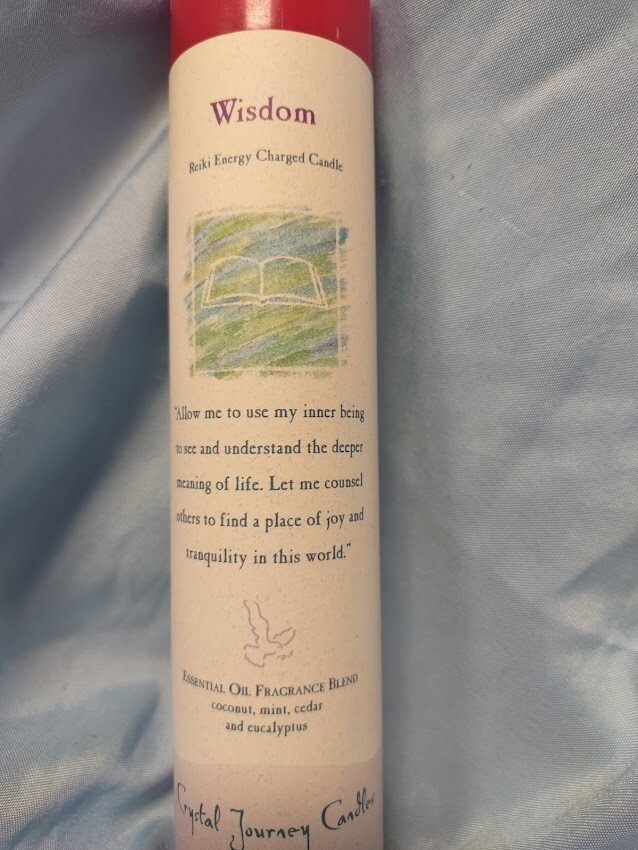 Wisdom
Reiki Energy Charged Candle
"Allow me to use my inner being
to see and understand the deeper
meaning of life. Let me counsel
others to find a place of joy and
tranquility in this world."
Essential Oil Fragrance Blend
coconut, mint, cedar
and eucalyptus
Crystal Journey Candles